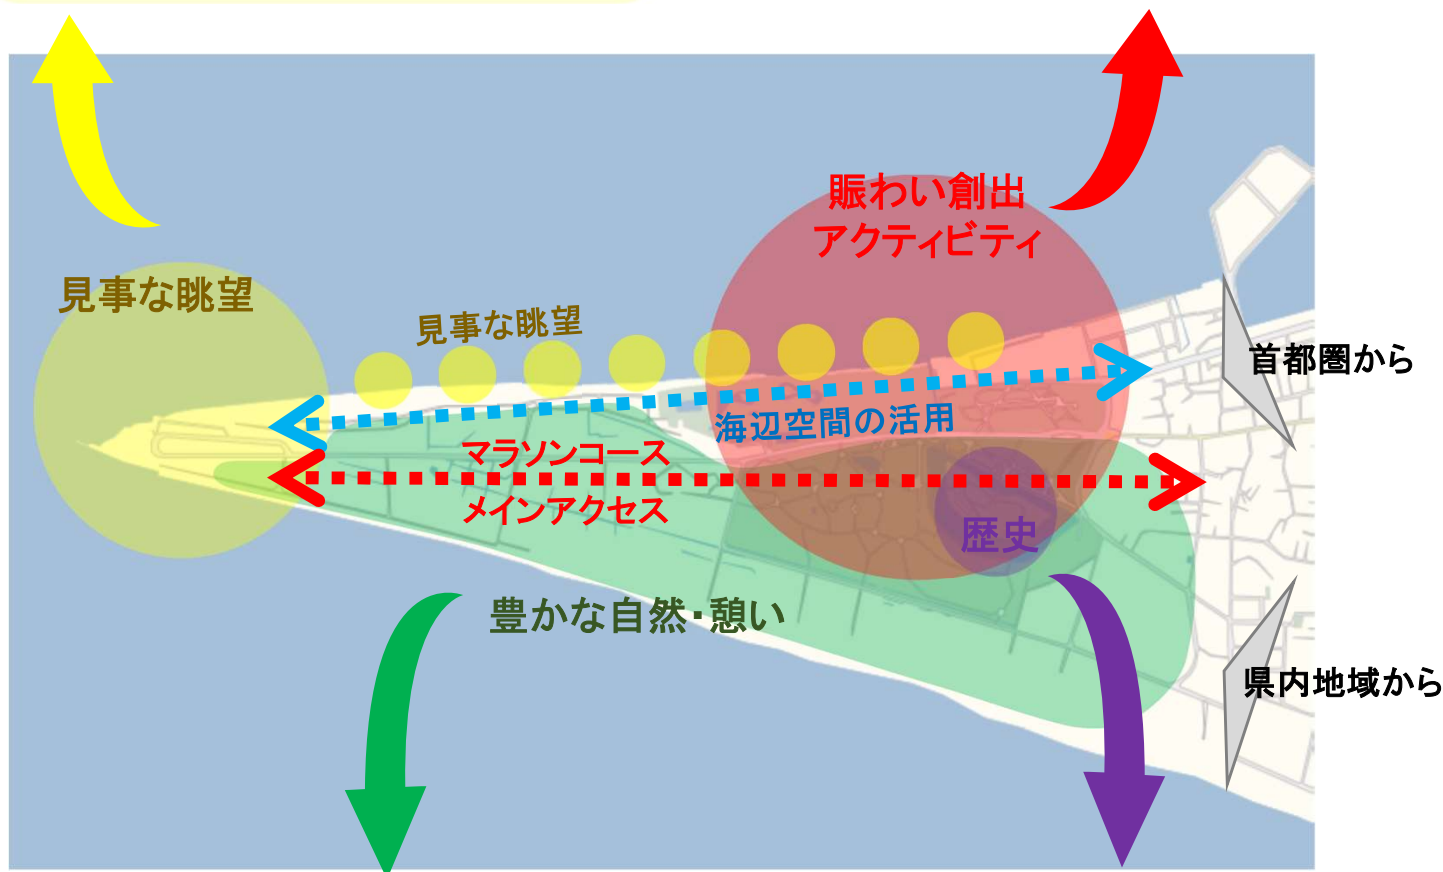 賑わい創出
アクティビティ
見事な眺望
見事な眺望
首都圏から
海辺空間の活用
マラソンコース
メインアクセス
歴史
豊かな自然・憩い
県内地域から